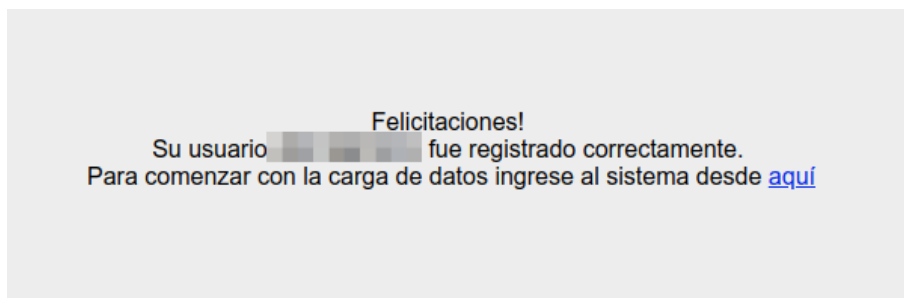 Felicitaciones!
Su usuario fue registrado correctamente.
Para comenzar con la carga de datos ingrese al sistema desde aquí